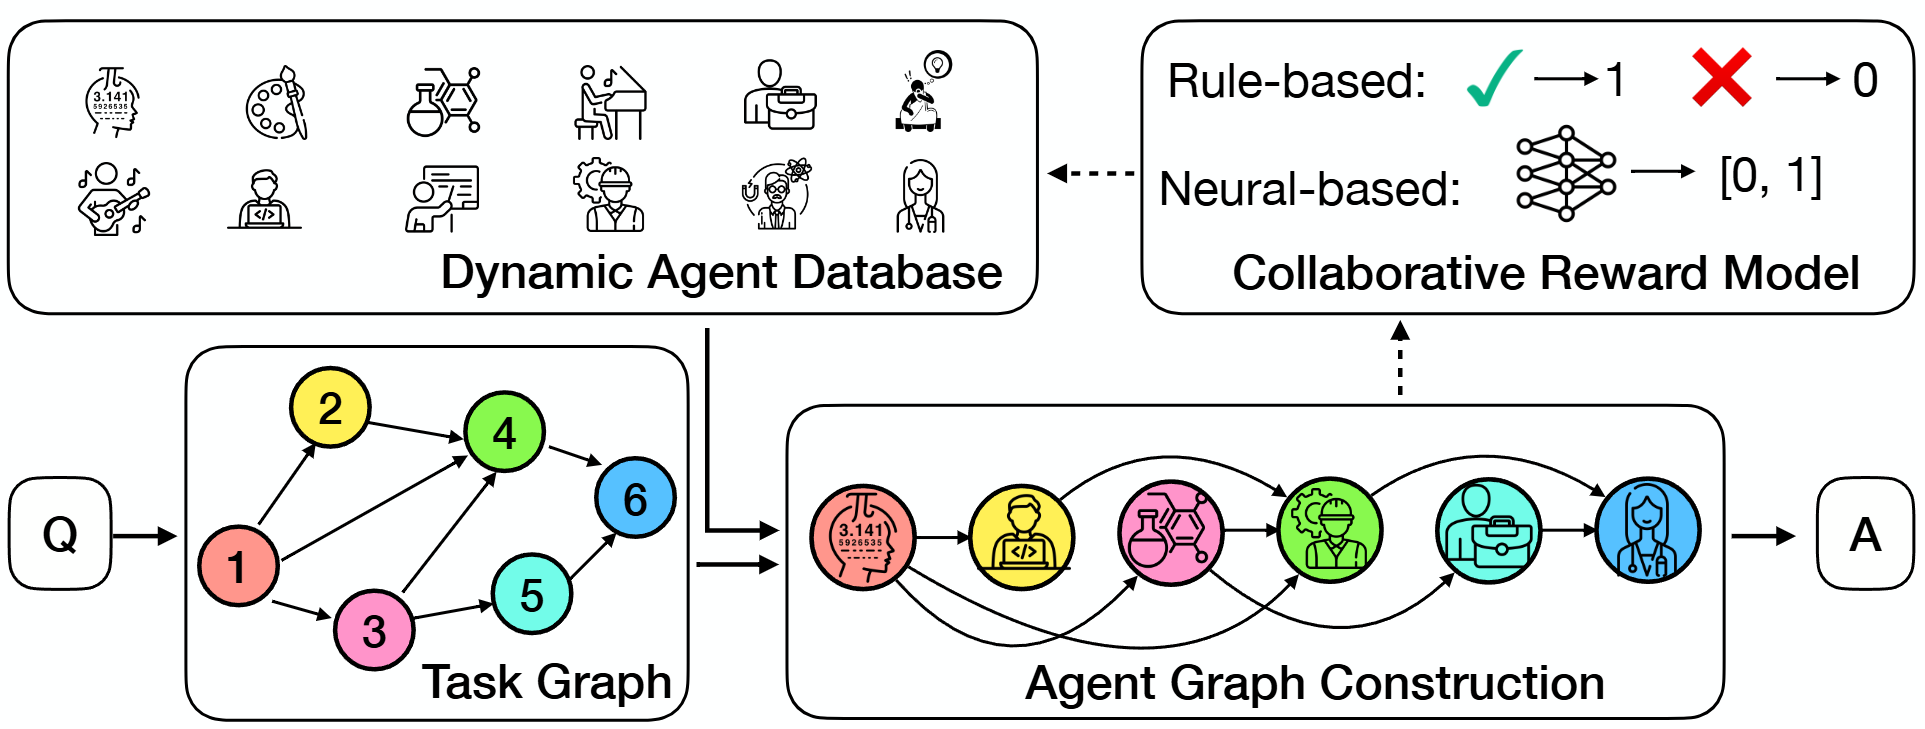 3.141
5926535
</>
Dynamic Agent Database
Rule-based: 1 0
Neural-based: [0, 1]
Collaborative Reward Model
Q
1
2
3
4
5
6
Task Graph
3.141
5926535
</>
Agent Graph Construction
A